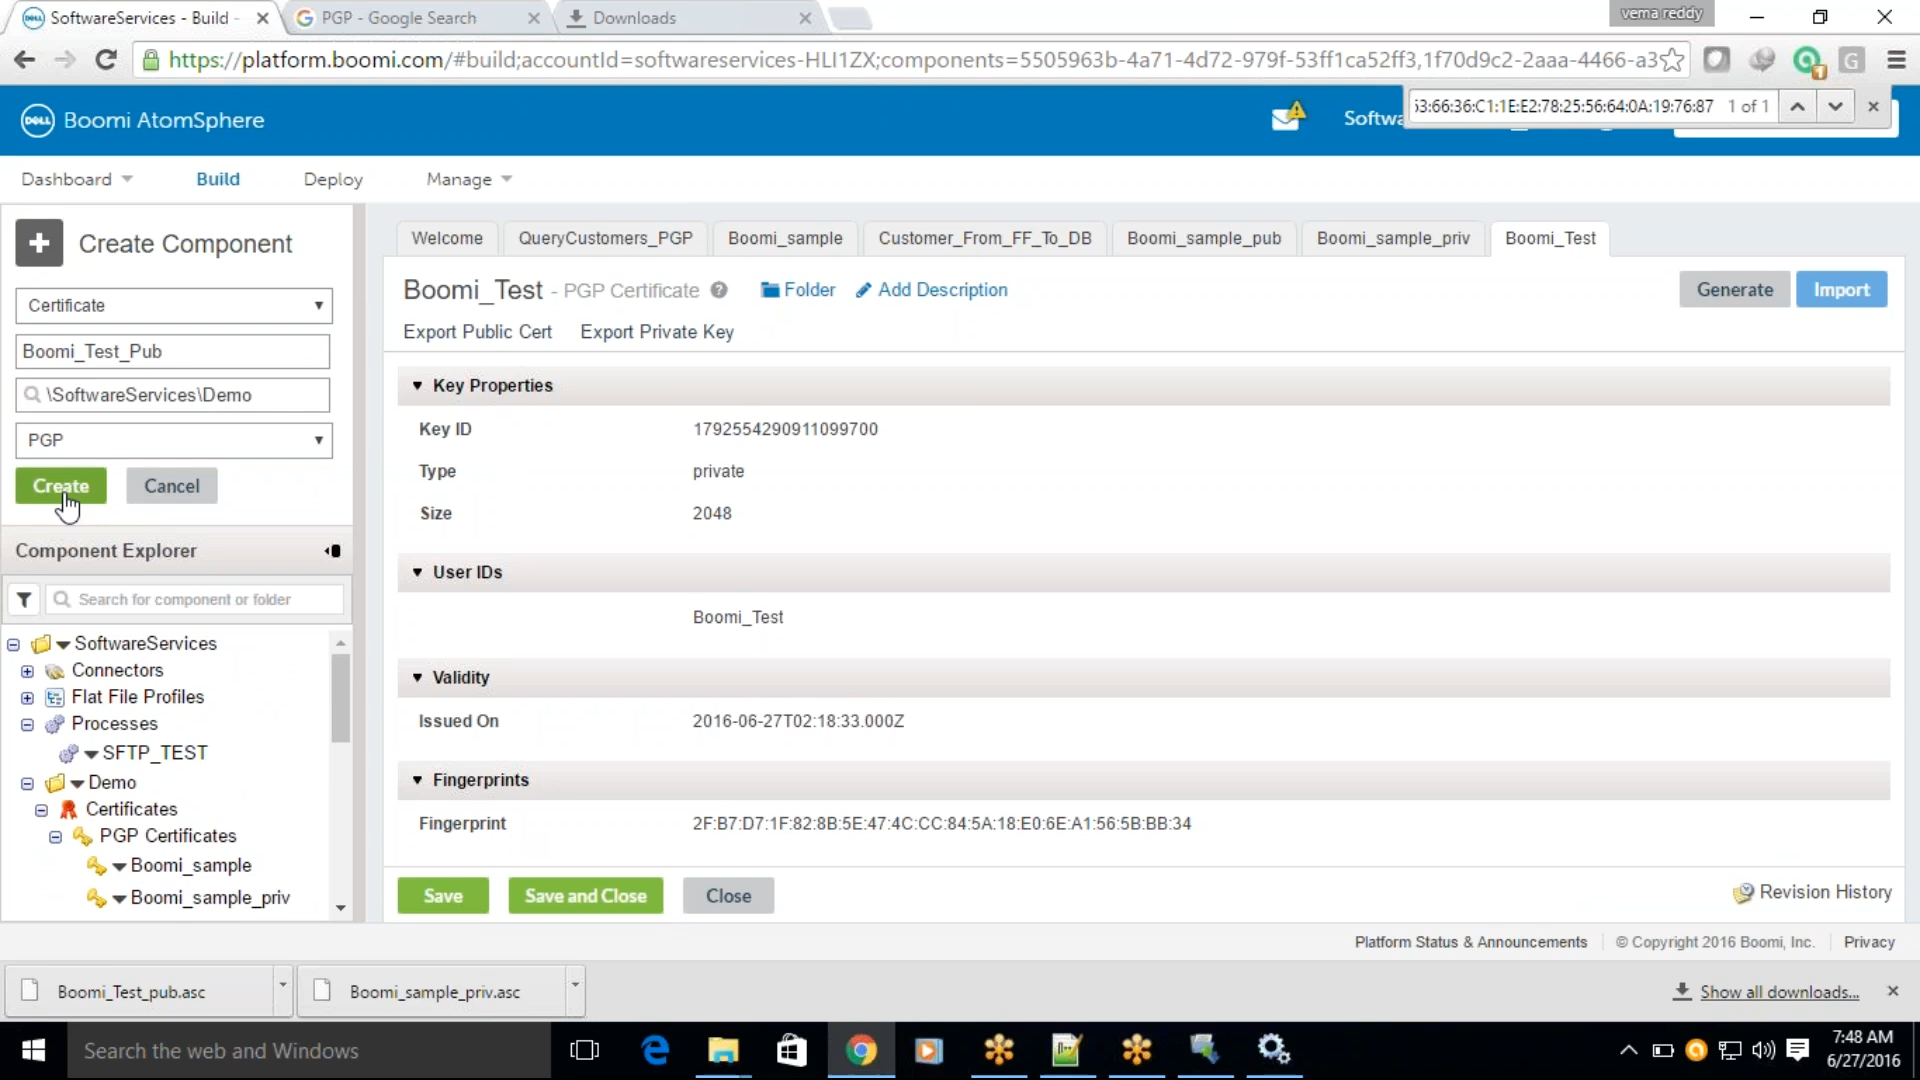 SoftwareServices - Build -
PGP - Google Search
Downloads
vema reddy
https://platform.boomi.com/#build;accountId=softwareservices-HLI1ZX;components=5505963b-4a71-4d72-979f-53ff1ca52ff3,1f70d9c2-2aaa-4466-a3
DELL Boomi AtomSphere
Softwa
63:66:36:C1:1E:E2:78:25:56:64:0A:19:76:87 1 of 1
Dashboard
Build
Deploy
Manage
Create Component
Certificate
Boomi_Test_Pub
\SoftwareServices\Demo
PGP
Create
Cancel
Component Explorer
Search for component or folder
SoftwareServices
Connectors
Flat File Profiles
Processes
SFTP_TEST
Demo
Certificates
PGP Certificates
Boomi_sample
Boomi_sample_priv
Welcome
QueryCustomers_PGP
Boomi_sample
Customer_From_FF_To_DB
Boomi_sample_pub
Boomi_sample_priv
Boomi_Test
Boomi_Test - PGP Certificate
Folder
Add Description
Generate
Import
Export Public Cert
Export Private Key
Key Properties
Key ID 1792554290911099700
Type private
Size 2048
User IDs
Boomi_Test
Validity
Issued On 2016-06-27T02:18:33.000Z
Fingerprints
Fingerprint 2F:B7:D7:1F:82:8B:5E:47:4C:CC:84:5A:18:E0:6E:A1:56:5B:BB:34
Save
Save and Close
Close
Revision History
Platform Status & Announcements
© Copyright 2016 Boomi, Inc.
Privacy
Boomi_Test_pub.asc
Boomi_sample_priv.asc
Show all downloads...
Search the web and Windows
7:48 AM
6/27/2016